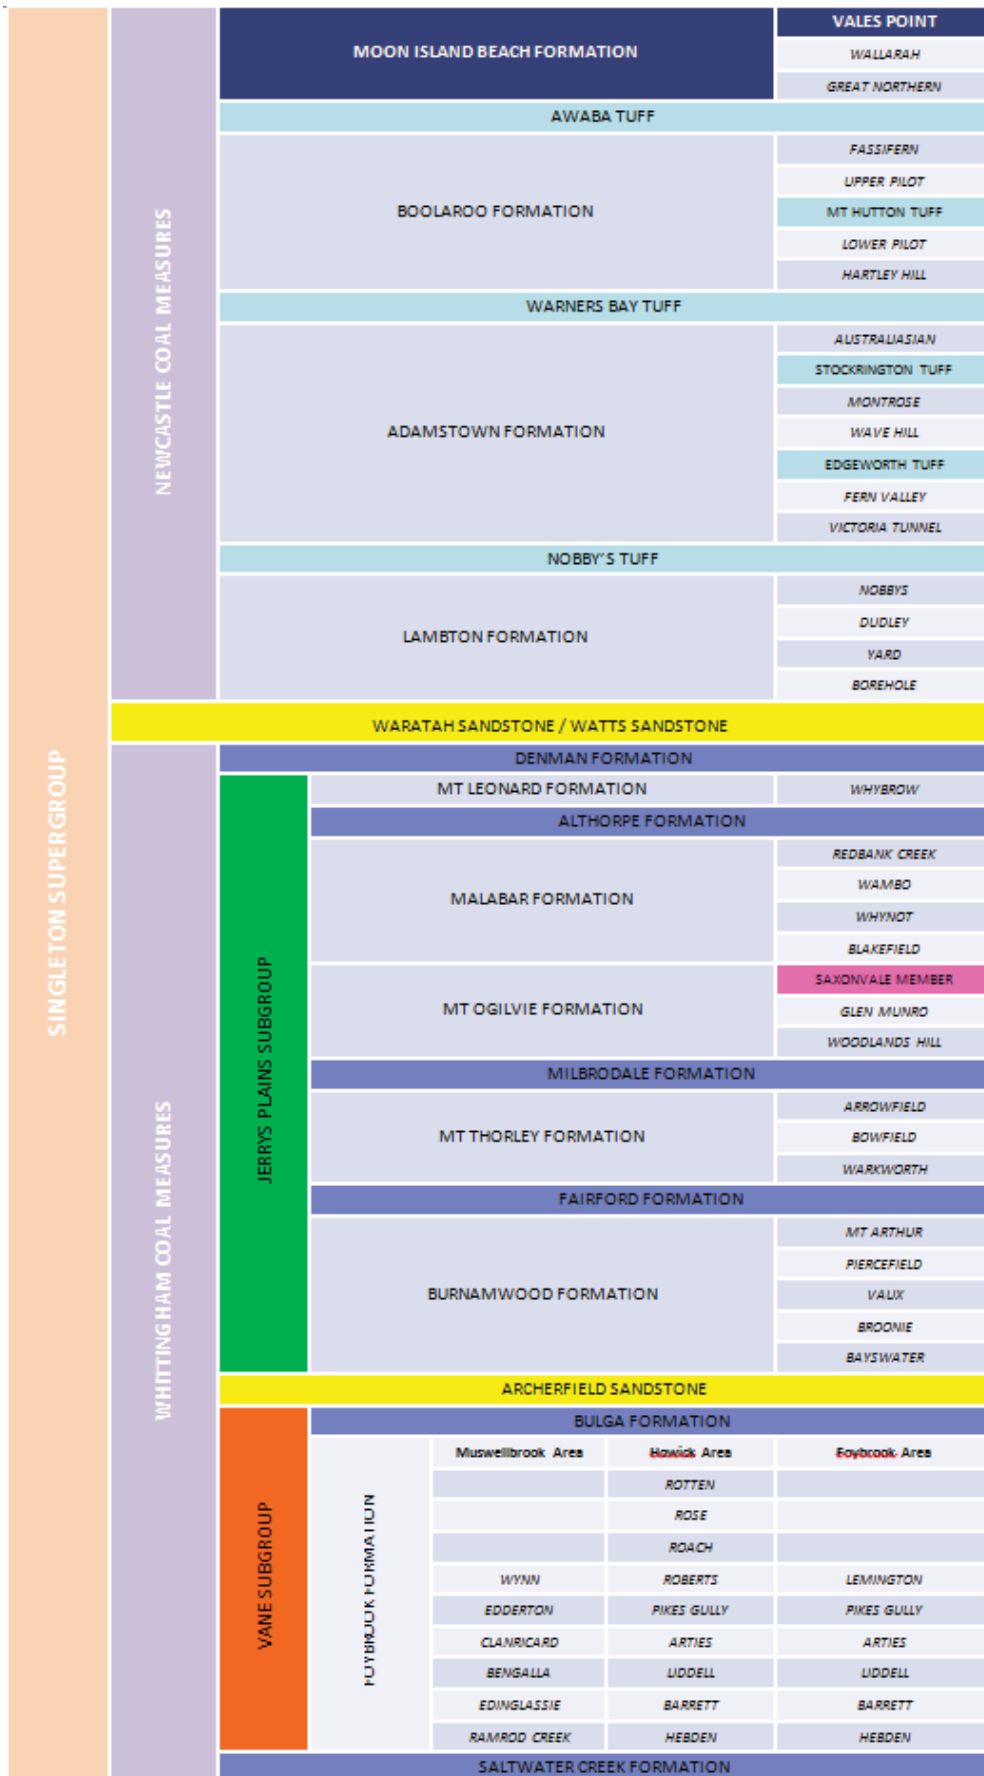 SINGLETON SUPERGROUP
NEWCASTLE COAL MEASURES
MOON ISLAND BEACH FORMATION
VALES POINT
WALLARAH
GREAT NORTHERN
AWABA TUFF
BOOLAROO FORMATION
FASSIFERN
UPPER PILOT
MT HUTTON TUFF
LOWER PILOT
HARTLEY HILL
WARNERS BAY TUFF
ADAMSTOWN FORMATION
AUSTRALIASIAN
STOCKRINGTON TUFF
MONTROSE
WAVE HILL
EDGEWORTH TUFF
FERN VALLEY
VICTORIA TUNNEL
NOBBY'S TUFF
LAMBTON FORMATION
NOBBYS
DUDLEY
YARD
BOREHOLE
WARATAH SANDSTONE / WATTS SANDSTONE
WHITTINGHAM COAL MEASURES
DENMAN FORMATION
JERRYS PLAINS SUBGROUP
MT LEONARD FORMATION
WHYBROW
ALTHORPE FORMATION
MALABAR FORMATION
REDBANK CREEK
WAMBO
WHYNOT
BLAKEFIELD
MT OGILVIE FORMATION
SAXONVALE MEMBER
GLEN MUNRO
WOODLANDS HILL
MILBRODALE FORMATION
MT THORLEY FORMATION
ARROWFIELD
BOWFIELD
WARKWORTH
FAIRFORD FORMATION
BURNAMWOOD FORMATION
MT ARTHUR
PIERCEFIELD
VAUX
BROONIE
BAYSWATER
ARCHERFIELD SANDSTONE
VANE SUBGROUP
BULGA FORMATION
FOYBROOK FORMATION
Muswellbrook Area Howick Area Foybrook Area
ROTTEN
ROSE
ROACH
WYNN ROBERTS LEMINGTON
EDDERTON PIKES GULLY PIKES GULLY
CLANRICARD ARTIES ARTIES
BENGALLA LIDDELL LIDDELL
EDINGLASSIE BARRETT BARRETT
RAMROD CREEK HEBDEN HEBDEN
SALTWATER CREEK FORMATION